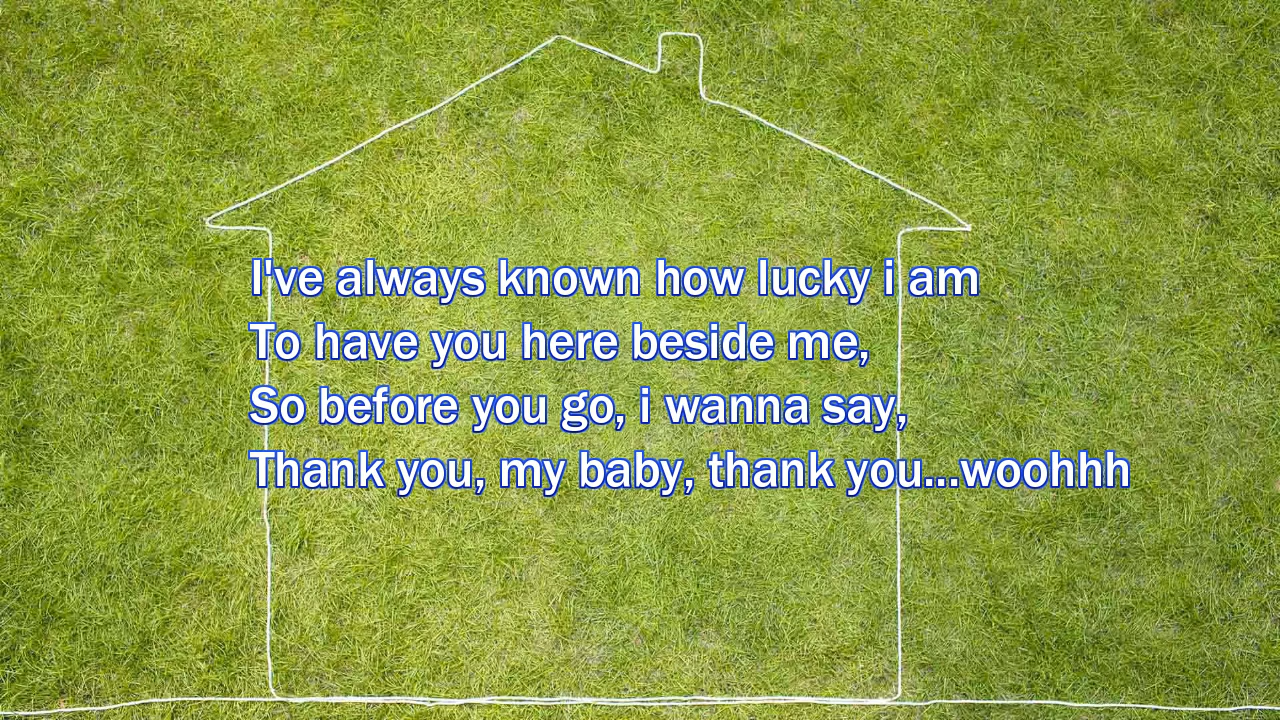 I've always known how lucky i am
To have you here beside me,
So before you go, i wanna say,
Thank you, my baby, thank you...woohhh